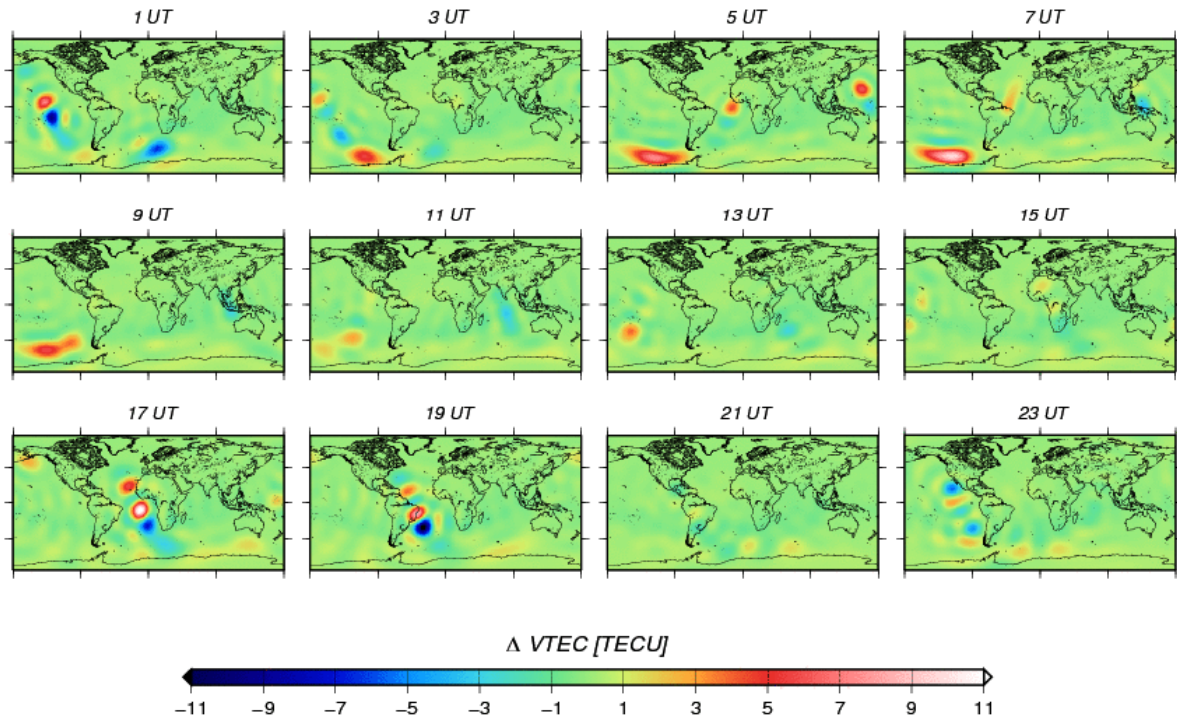 1 UT 3 UT 5 UT 7 UT
9 UT 11 UT 13 UT 15 UT
17 UT 19 UT 21 UT 23 UT
Δ VTEC [TECU]
−11 −9 −7 −5 −3 −1 1 3 5 7 9 11